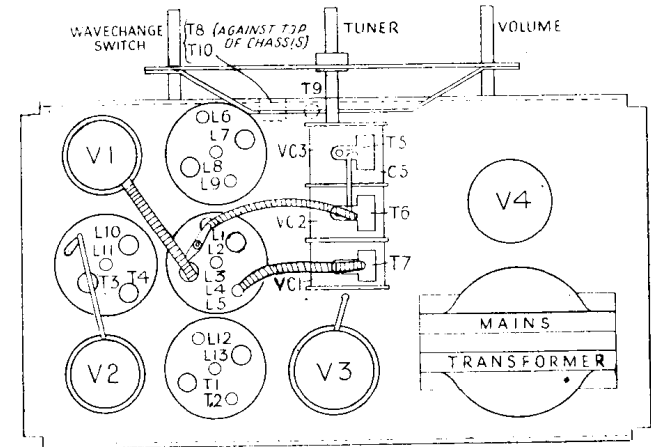 WAVECHANGE
SWITCH
T8 (AGAINST TOP
T10 OF CHASSIS)
TUNER
VOLUME
T9
L6
L7
L8
L9
V1
VC3
T5
C5
V4
L10
L11
T3
T4
L1
L2
L3
L4
L5
VC2
T6
VC1
T7
V2
L12
L13
T1
T2
V3
MAINS
TRANSFORMER